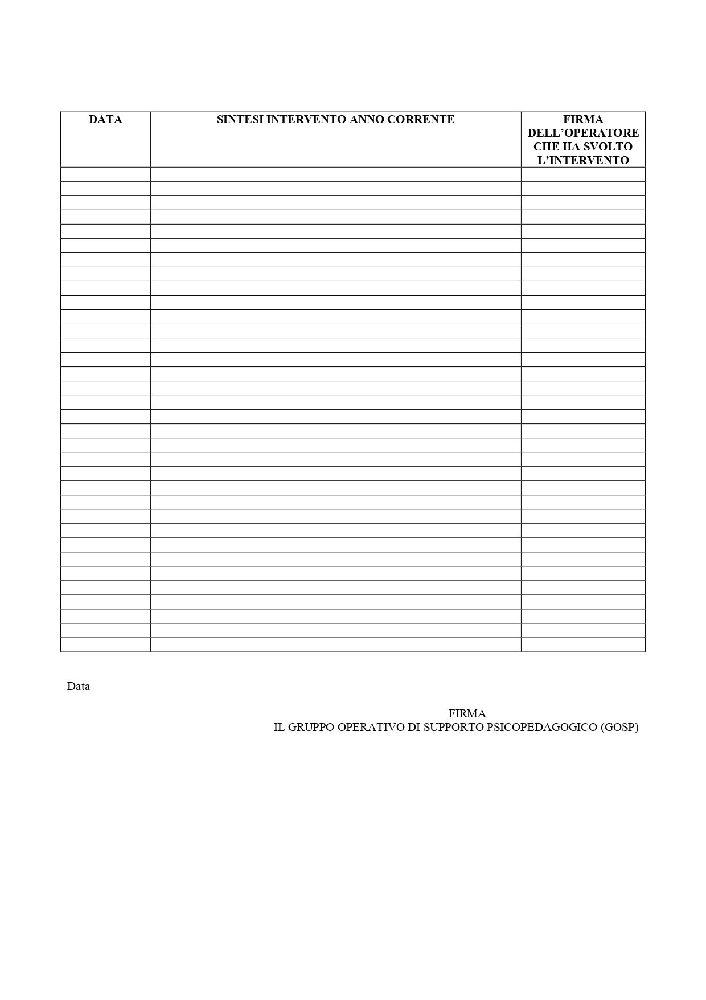 DATA
SINTESI INTERVENTO ANNO CORRENTE
FIRMA
DELL’OPERATORE
CHE HA SVOLTO
L’INTERVENTO
Data
FIRMA
IL GRUPPO OPERATIVO DI SUPPORTO PSICOPEDAGOGICO (GOSP)